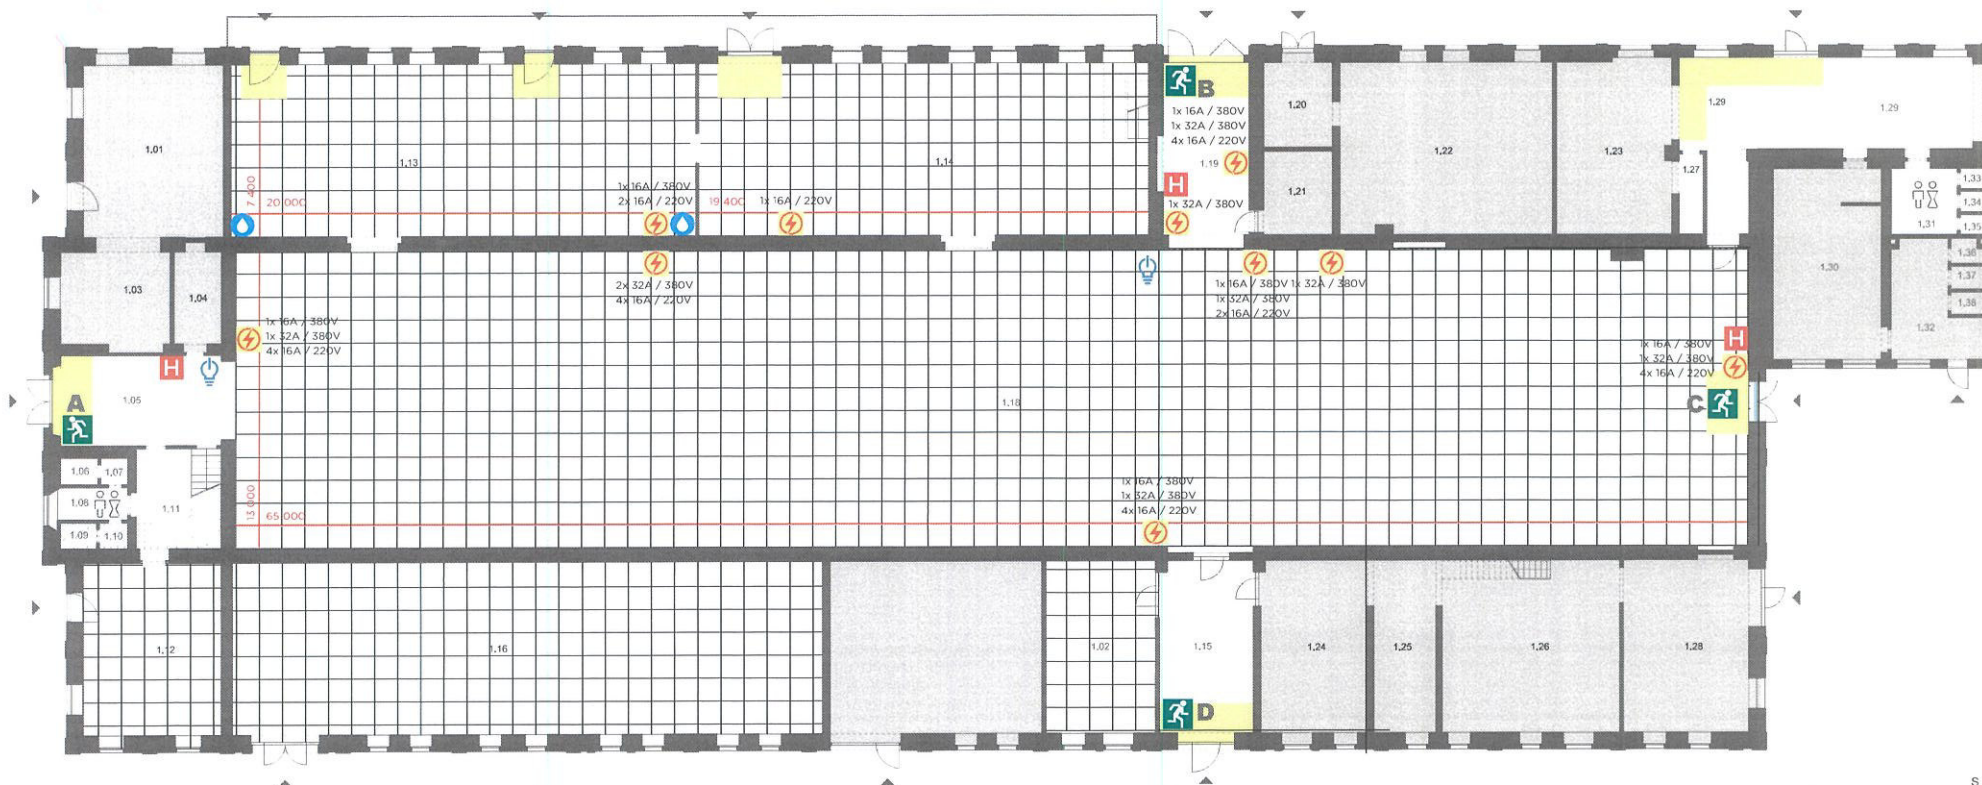 B
1x 16A / 380V
1x 32A / 380V
4x 16A / 220V
1.19
H
1x 32A / 380V
1.20
1.21
1.22
1.23
1.29
1.29
1.27
1.33
1.34
1.35
1.31
1.36
1.37
1.38
1.30
1.32
1.01
1.13
1.14
7.400
20.000
1x 16A / 380V
2x 16A / 220V
19.400
1x 16A / 220V
1.03
1.04
2x 32A / 380V
4x 16A / 220V
1x 16A / 380V
1x 32A / 380V
2x 16A / 220V
1x 32A / 380V
1x 16A / 380V
1x 32A / 380V
4x 16A / 220V
H
1x 16A / 380V
1x 32A / 380V
4x 16A / 220V
H
A
1.05
1.18
C
1.06
1.07
1.08
1.09
1.10
1.11
13.000
65.000
1x 16A / 380V
1x 32A / 380V
4x 16A / 220V
1.12
1.16
1.02
1.15
1.24
1.25
1.26
1.28
D
S